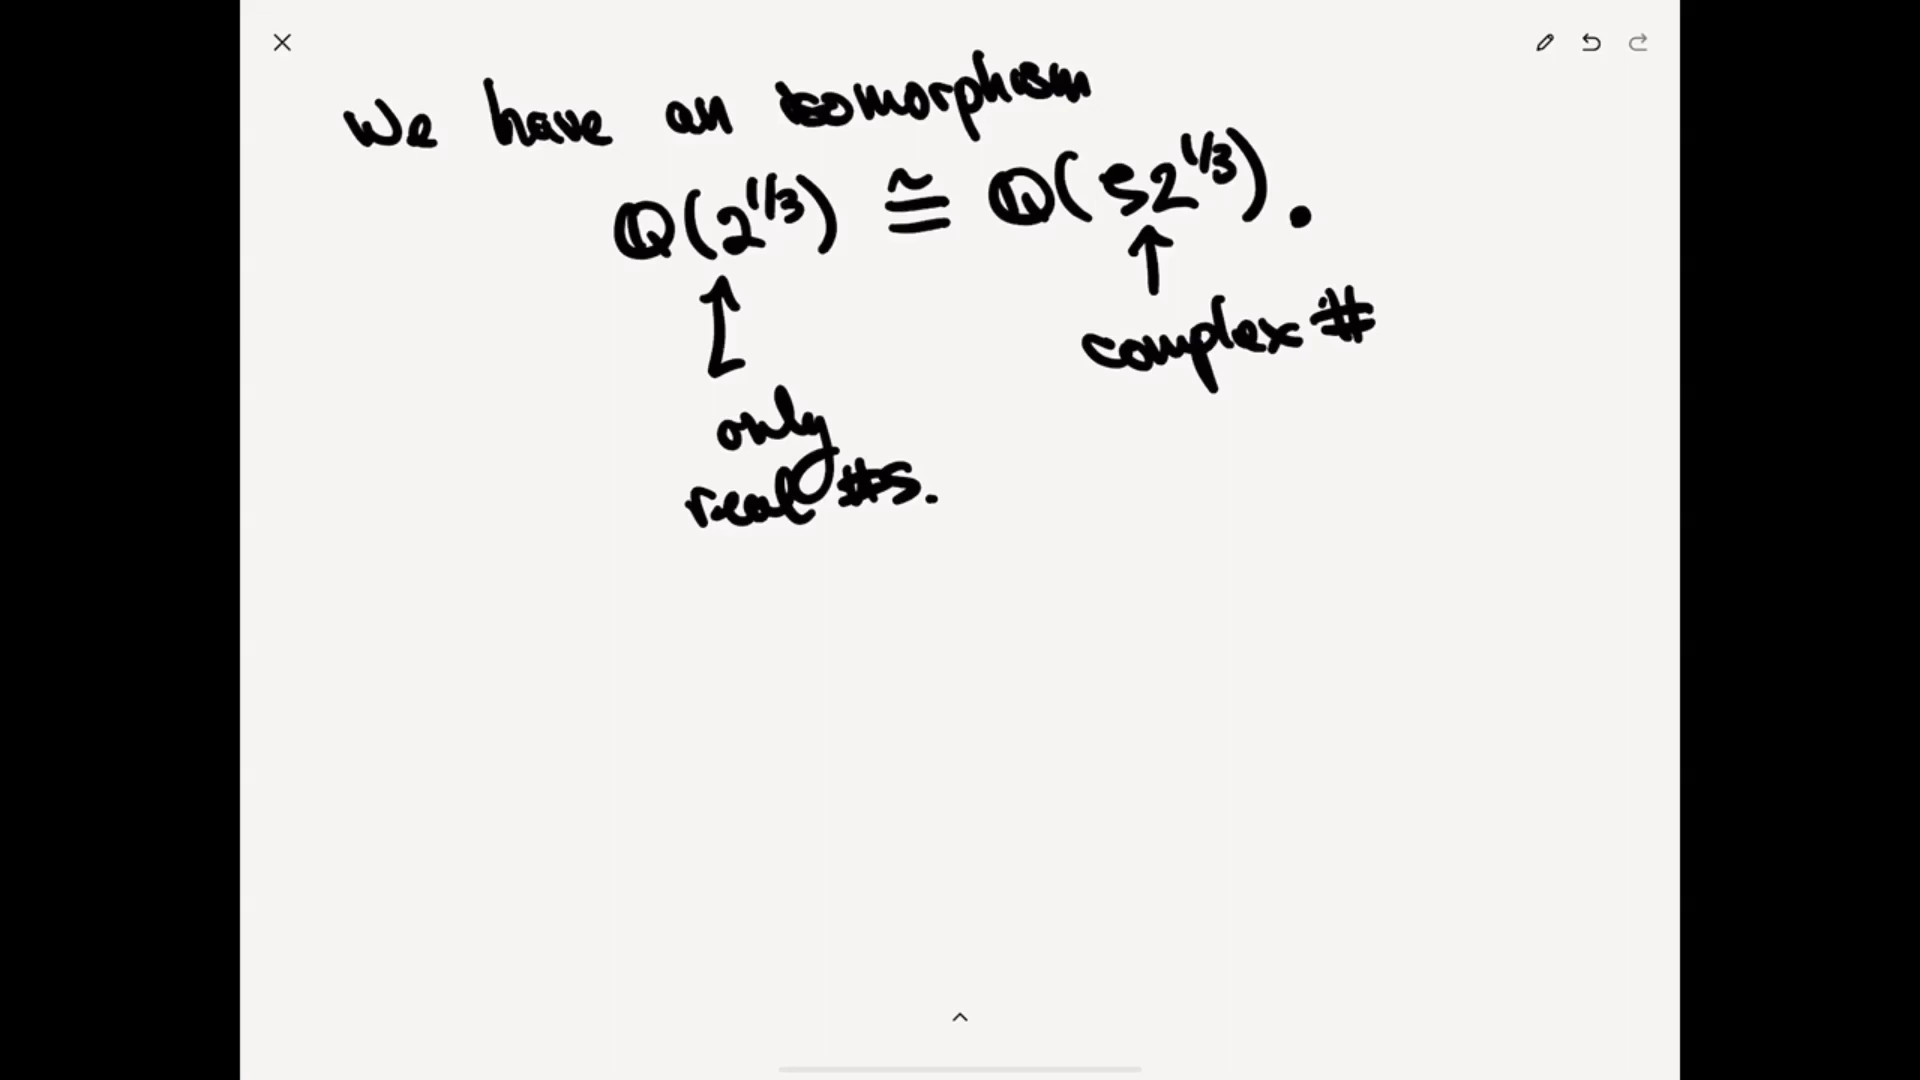 We have an isomorphism
ℚ(2^{1/3}) ≅ ℚ(ζ2^{1/3}).
complex #
only
real #s.